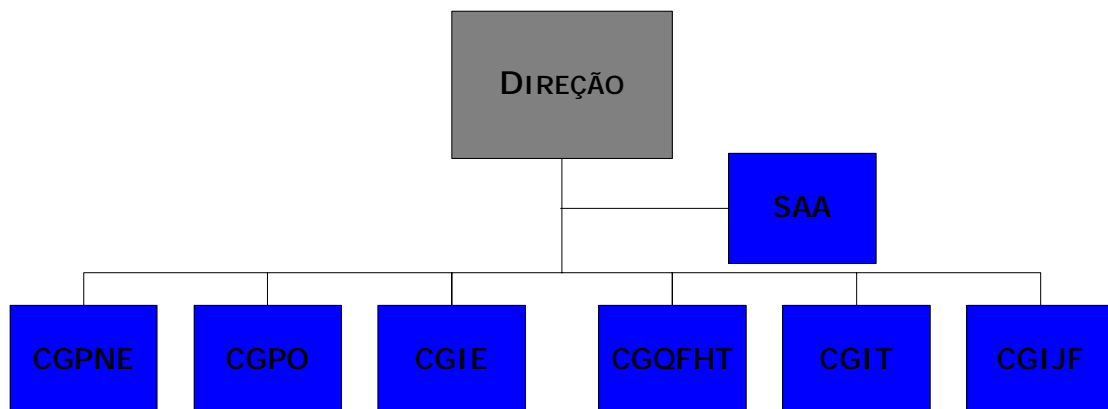 DIREÇÃO
SAA
CGPNE
CGPO
CGIE
CGQFHT
CGIT
CGIJF